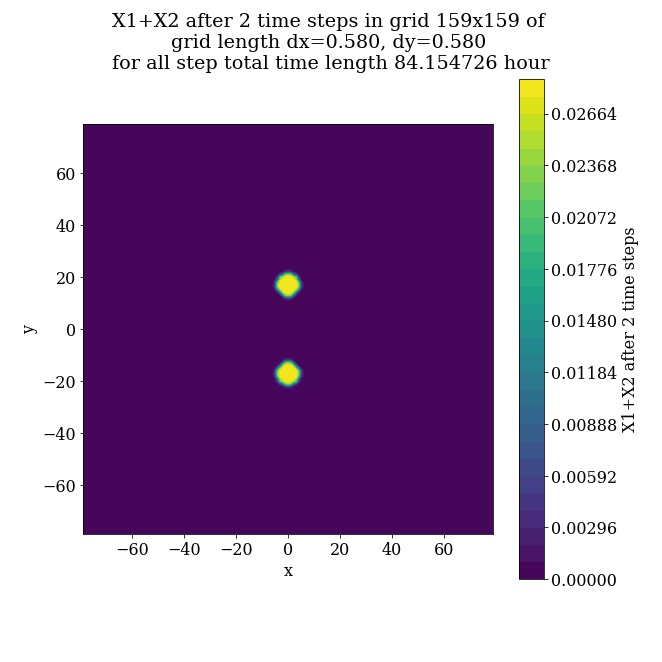 X1+X2 after 2 time steps in grid 159x159 of
grid length dx=0.580, dy=0.580
for all step total time length 84.154726 hour
60
40
20
0
−20
−40
−60
y
−60 −40 −20 0 20 40 60
x
0.02664
0.02368
0.02072
0.01776
0.01480
0.01184
0.00888
0.00592
0.00296
0.00000
X1+X2 after 2 time steps